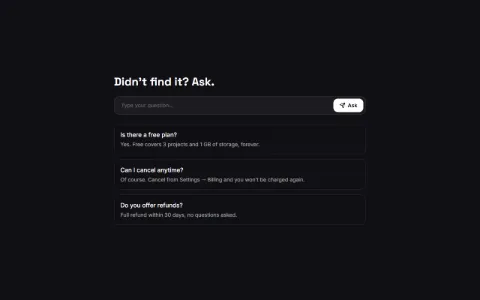 Didn't find it? Ask.
Type your question...
Ask
Is there a free plan?
Yes. Free covers 3 projects and 1 GB of storage, forever.
Can I cancel anytime?
Of course. Cancel from Settings → Billing and you won't be charged again.
Do you offer refunds?
Full refund within 30 days, no questions asked.